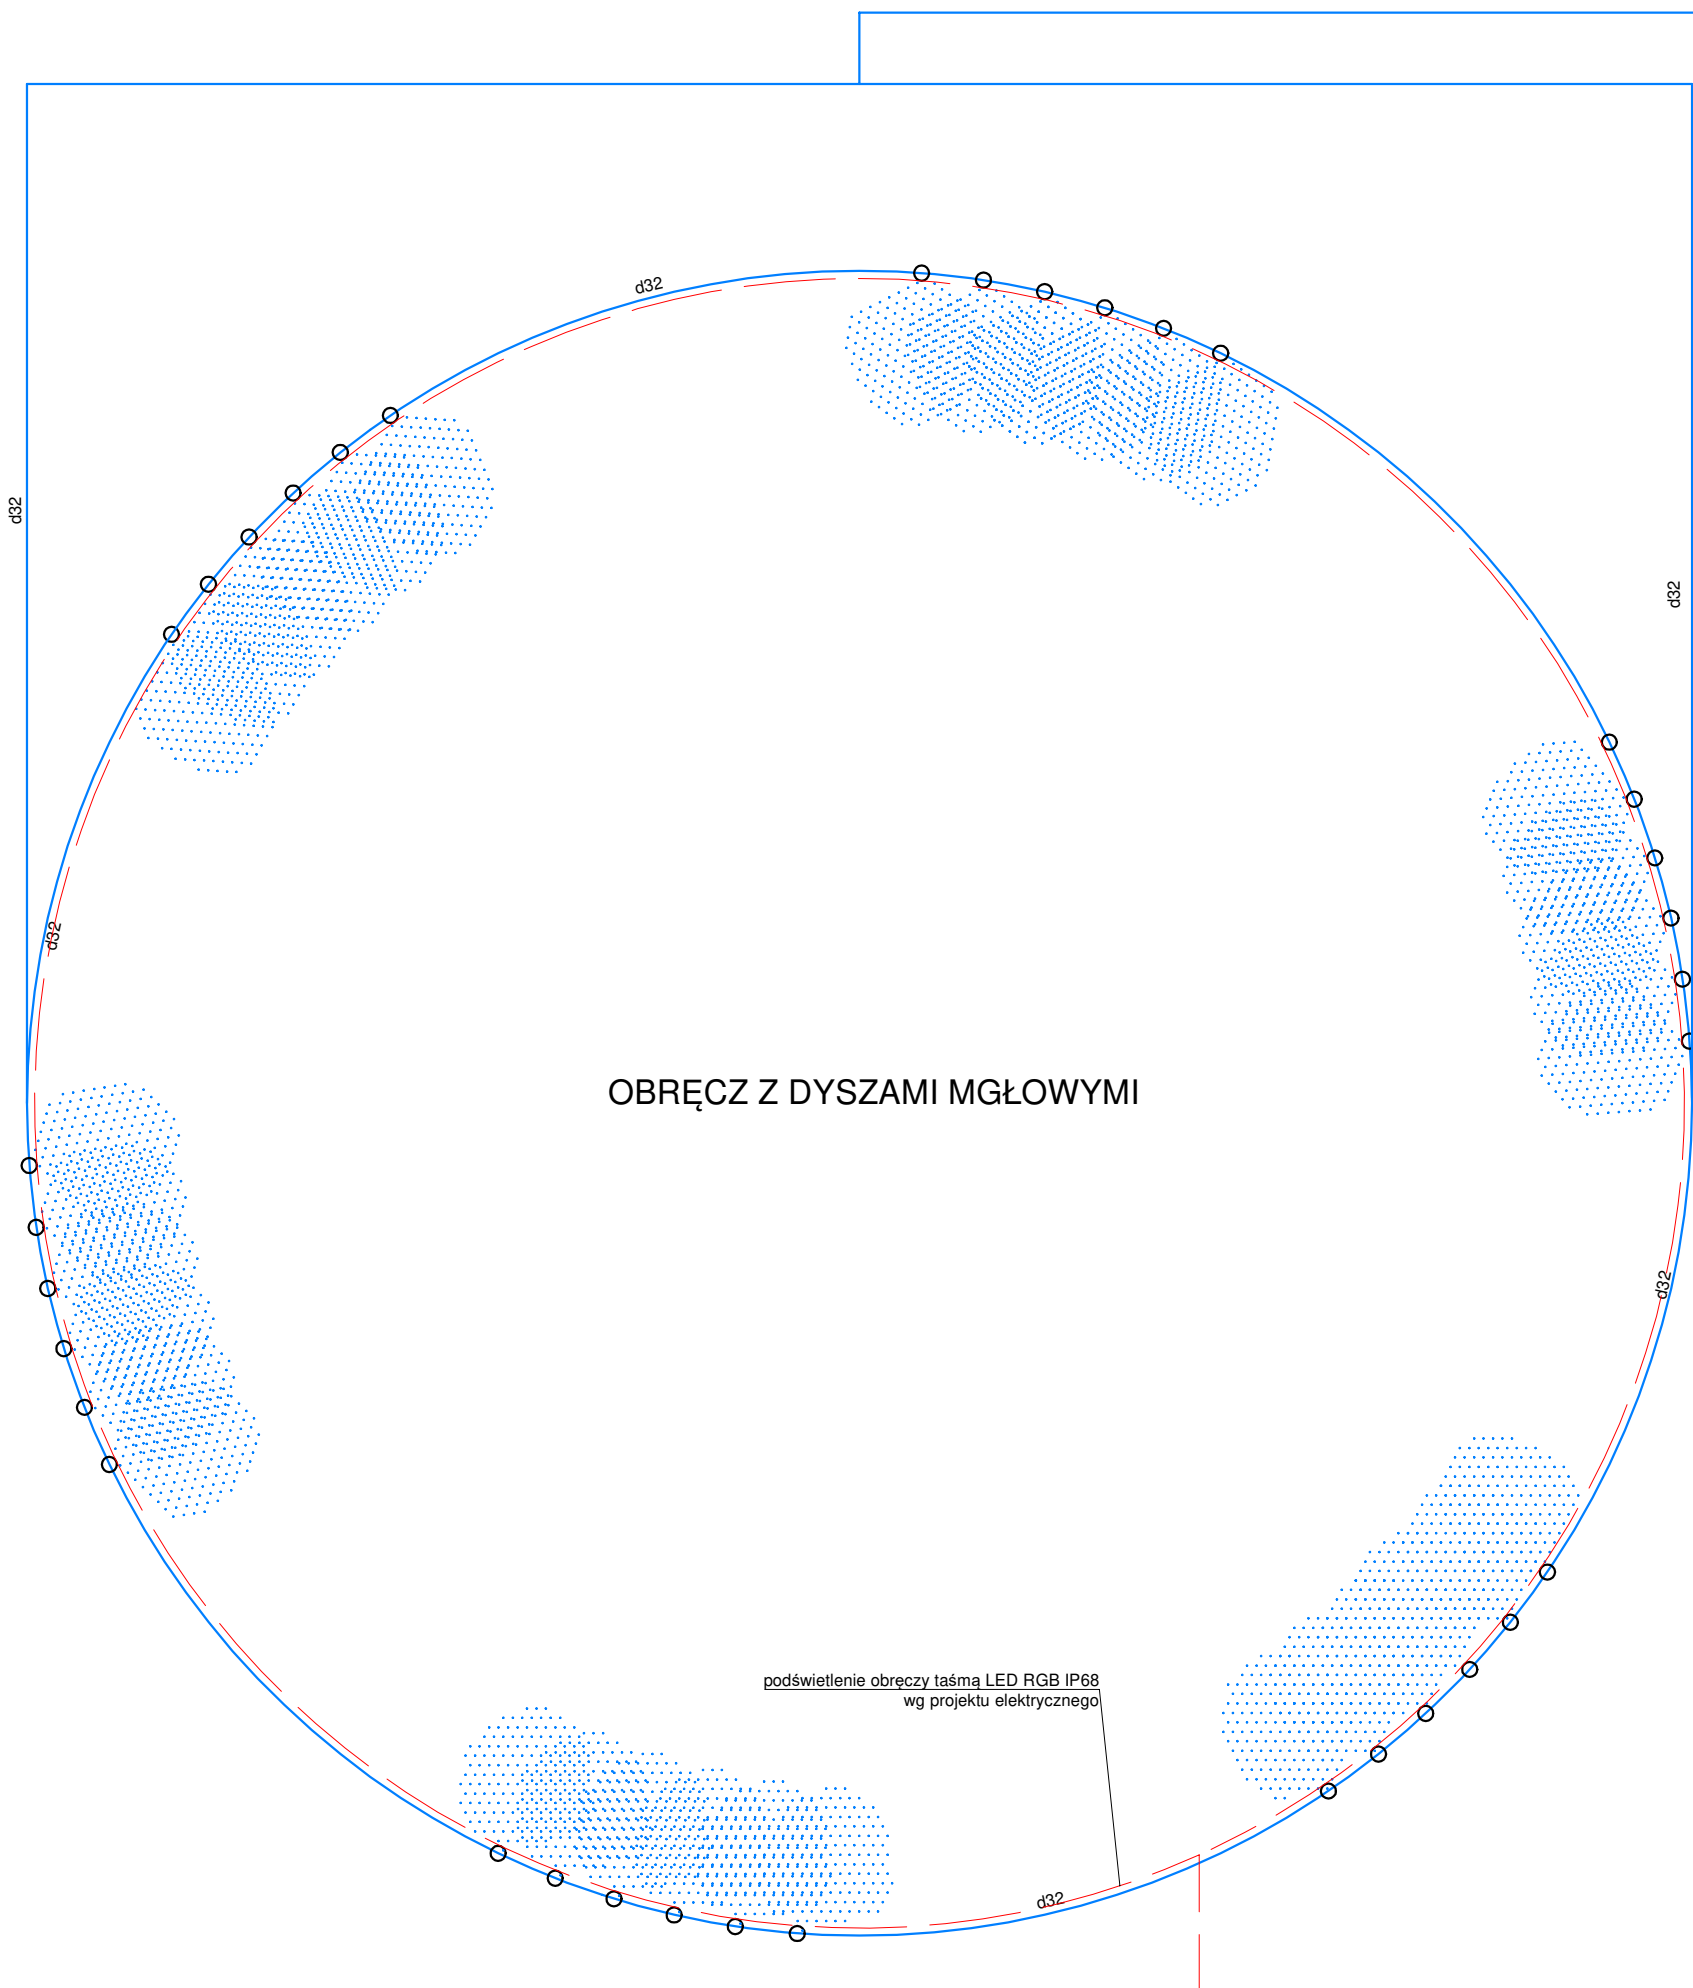 d32
d32
d32
d32
OBRĘCZ Z DYSZAMI MGŁOWYMI
d32
podświetlenie obręczy taśmą LED RGB IP68
wg projektu elektrycznego
d32